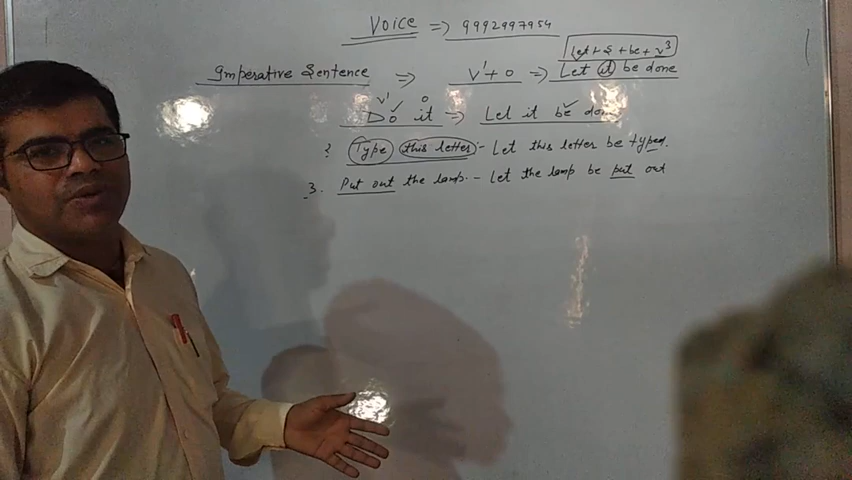 Voice => 9992997954
Let + S + be + V³
Imperative Sentence => V¹ + O => Let it be done
V¹ O
Do it => Let it be done
2 Type this letter :- Let this letter be typed.
3. Put out the lamp. - Let the lamp be put out